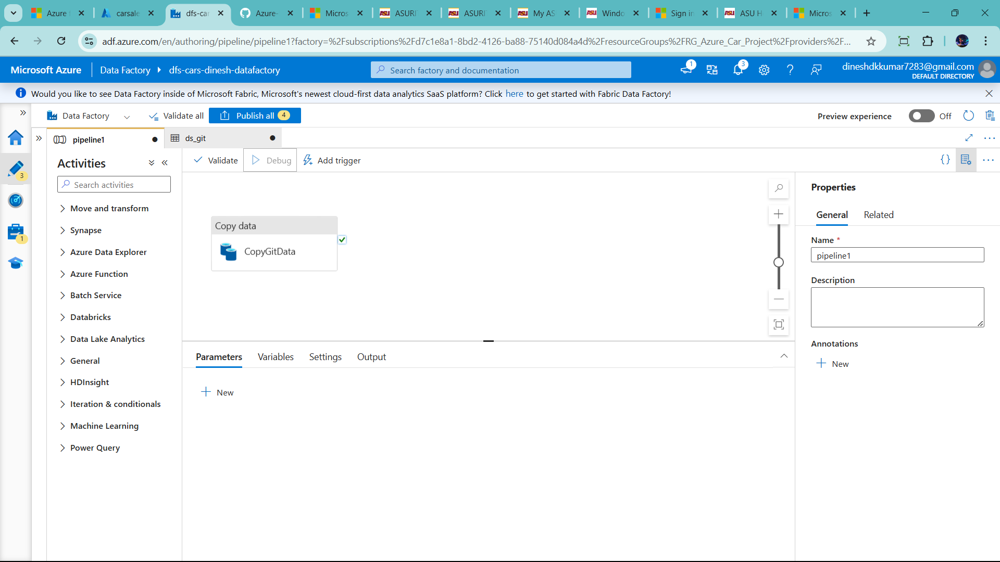 Azure
carsale
dfs-car
Azure-
Micros
ASURI
ASURI
My AS
Windo
Sign in
ASU H
Micros
adf.azure.com/en/authoring/pipeline/pipeline1?factory=%2Fsubscriptions%2Fd7c1e8a1-8bd2-4126-ba88-75140d084a4d%2FresourceGroups%2FRG_Azure_Car_Project%2Fproviders%2F...
Microsoft Azure
Data Factory
dfs-cars-dinesh-datafactory
Search factory and documentation
1
3
dineshdkkumar7283@gmail.com
DEFAULT DIRECTORY
Would you like to see Data Factory inside of Microsoft Fabric, Microsoft's newest cloud-first data analytics SaaS platform? Click here to get started with Fabric Data Factory!
Data Factory
Validate all
Publish all 4
Preview experience
Off
pipeline1
ds_git
3
1
Activities
Search activities
Move and transform
Synapse
Azure Data Explorer
Azure Function
Batch Service
Databricks
Data Lake Analytics
General
HDInsight
Iteration & conditionals
Machine Learning
Power Query
Validate
Debug
Add trigger
{}
Copy data
CopyGitData
Parameters
Variables
Settings
Output
New
Properties
General
Related
Name *
pipeline1
Description
Annotations
New